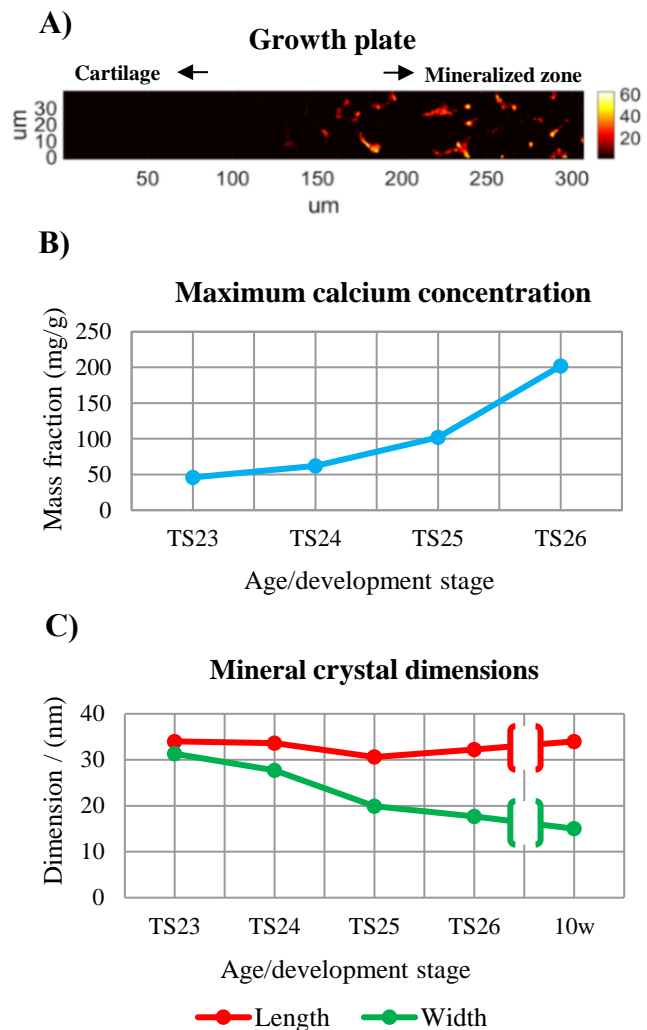 A)
Growth plate
Cartilage
Mineralized zone
um
30
20
10
0
60
40
20
50 100 150 200 250 300
um
B)
Maximum calcium concentration
Mass fraction (mg/g)
250
200
150
100
50
0
TS23 TS24 TS25 TS26
Age/development stage
C)
Mineral crystal dimensions
Dimension / (nm)
40
30
20
10
0
TS23 TS24 TS25 TS26 10w
Age/development stage
Length Width